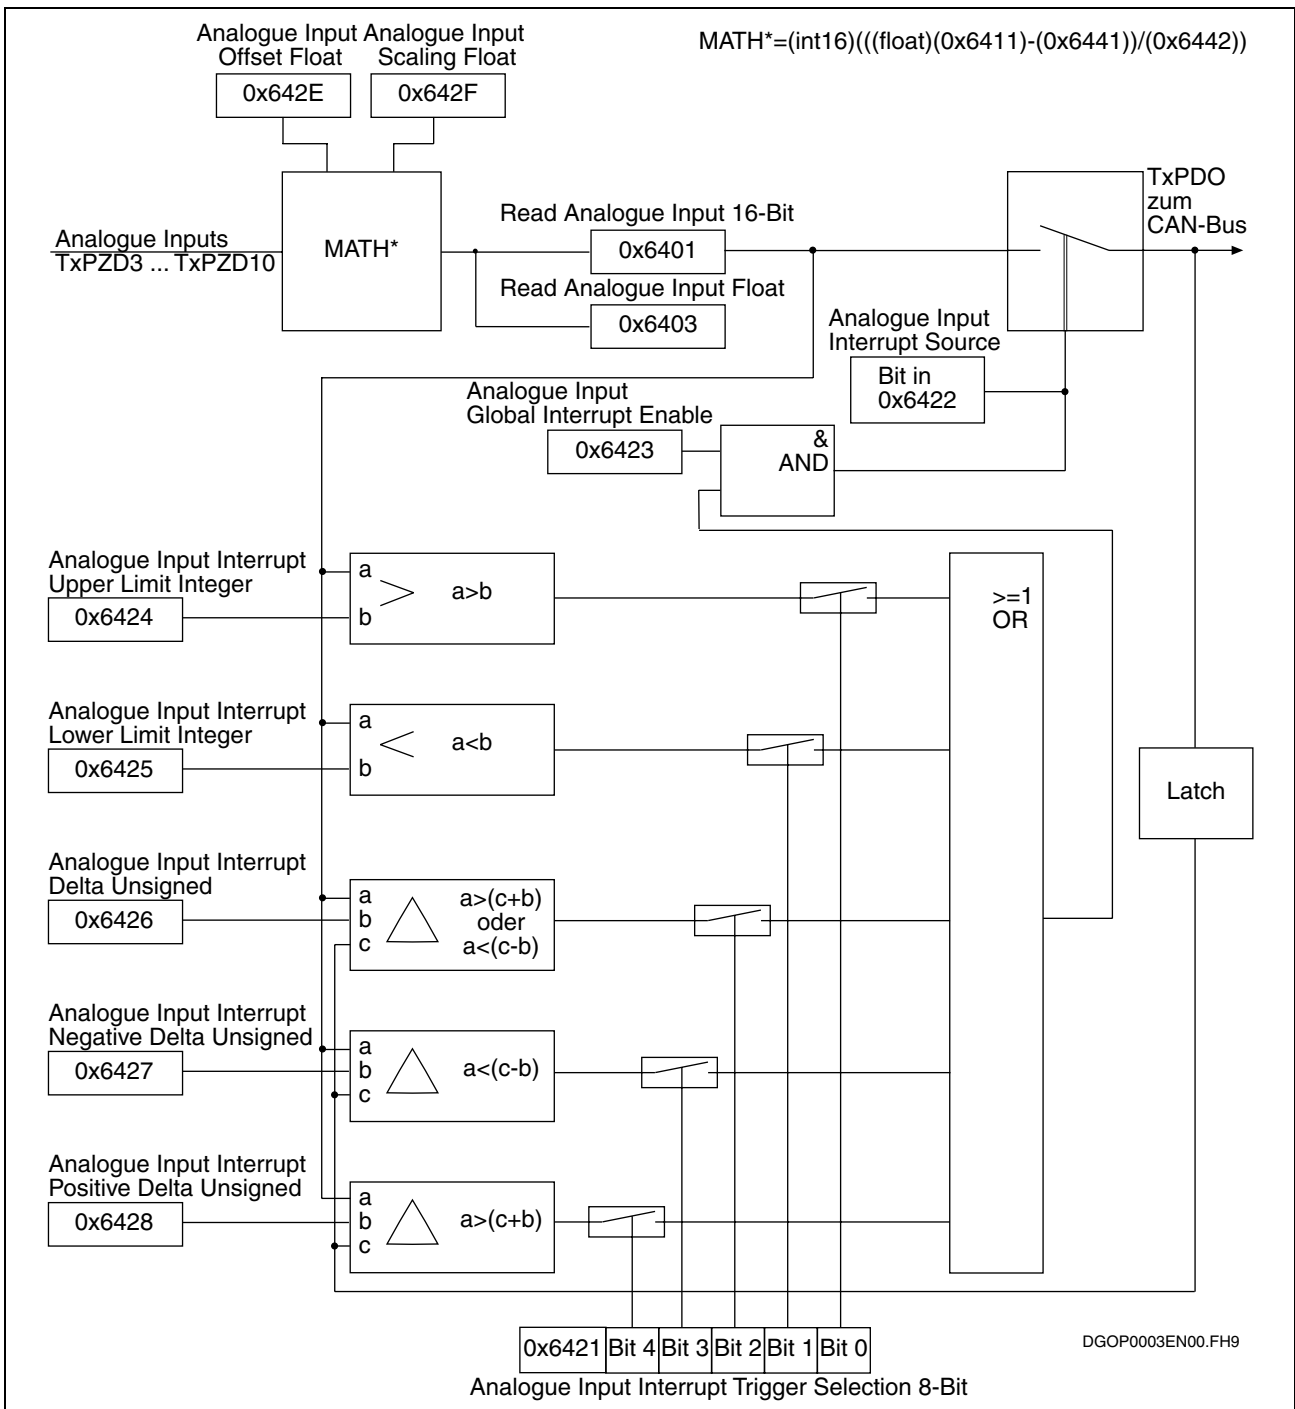 Analogue Input
Offset Float
Analogue Input
Scaling Float
MATH*=(int16)(((float)(0x6411)-(0x6441))/(0x6442))
0x642E
0x642F
Analogue Inputs
TxPZD3 ... TxPZD10
MATH*
Read Analogue Input 16-Bit
0x6401
Read Analogue Input Float
0x6403
TxPDO
zum
CAN-Bus
Analogue Input
Interrupt Source
Bit in
0x6422
Analogue Input
Global Interrupt Enable
0x6423
&
AND
Analogue Input Interrupt
Upper Limit Integer
0x6424
a
b
>
a>b
>=1
OR
Analogue Input Interrupt
Lower Limit Integer
0x6425
a
b
<
a<b
Latch
Analogue Input Interrupt
Delta Unsigned
0x6426
a
b
c
a>(c+b)
oder
a<(c-b)
Analogue Input Interrupt
Negative Delta Unsigned
0x6427
a
b
c
a<(c-b)
Analogue Input Interrupt
Positive Delta Unsigned
0x6428
a
b
c
a>(c+b)
0x6421 Bit 4 Bit 3 Bit 2 Bit 1 Bit 0
Analogue Input Interrupt Trigger Selection 8-Bit
DGOP0003EN00.FH9